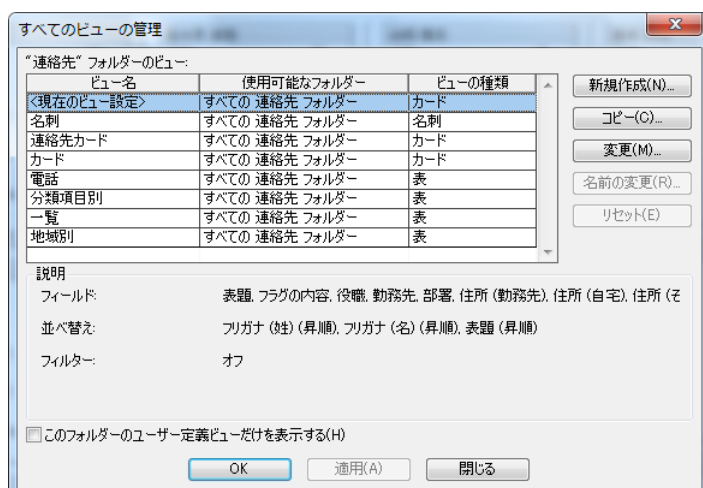 すべてのビューの管理
"連絡先" フォルダーのビュー:
ビュー名 使用可能なフォルダー ビューの種類
<現在のビュー設定> すべての 連絡先 フォルダー カード
名刺 すべての 連絡先 フォルダー 名刺
連絡先カード すべての 連絡先 フォルダー カード
カード すべての 連絡先 フォルダー カード
電話 すべての 連絡先 フォルダー 表
分類項目別 すべての 連絡先 フォルダー 表
一覧 すべての 連絡先 フォルダー 表
地域別 すべての 連絡先 フォルダー 表
新規作成(N)...
コピー(C)...
変更(M)...
名前の変更(R)...
リセット(E)
説明
フィールド: 表題, フラグの内容, 役職, 勤務先, 部署, 住所 (勤務先), 住所 (自宅), 住所 (そ
並べ替え: フリガナ (姓) (昇順), フリガナ (名) (昇順), 表題 (昇順)
フィルター: オフ
このフォルダーのユーザー定義ビューだけを表示する(H)
OK 適用(A) 閉じる